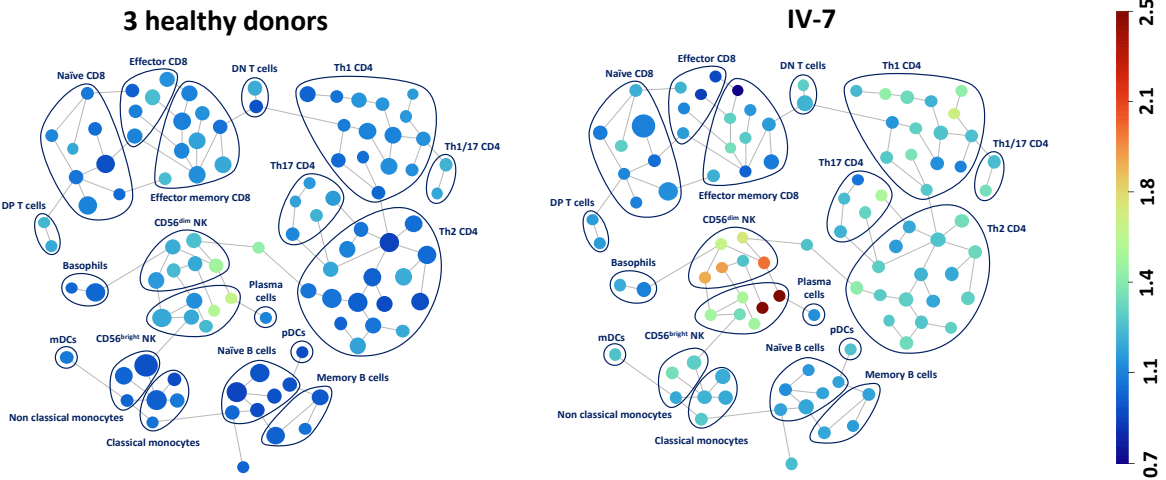 3 healthy donors
Effector CD8
Naïve CD8
DN T cells
Th1 CD4
Th1/17 CD4
Th17 CD4
Effector memory CD8
DP T cells
CD56dim NK
Th2 CD4
Basophils
Plasma
cells
mDCs
CD56bright NK
pDCs
Naïve B cells
Memory B cells
Non classical monocytes
Classical monocytes
IV-7
Effector CD8
Naïve CD8
DN T cells
Th1 CD4
Th1/17 CD4
Th17 CD4
Effector memory CD8
DP T cells
CD56dim NK
Th2 CD4
Basophils
Plasma
cells
mDCs
CD56bright NK
pDCs
Naïve B cells
Memory B cells
Non classical monocytes
Classical monocytes
2.5
2.1
1.8
1.4
1.1
0.7